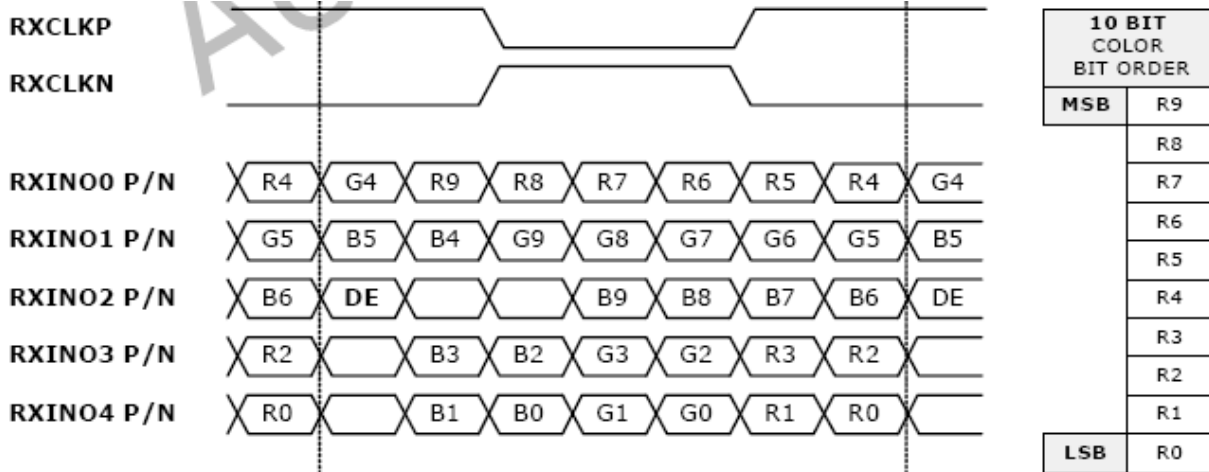 RXCLKP
RXCLKN
RXINO0 P/N R4 G4 R9 R8 R7 R6 R5 R4 G4
RXINO1 P/N G5 B5 B4 G9 G8 G7 G6 G5 B5
RXINO2 P/N B6 DE B9 B8 B7 B6 DE
RXINO3 P/N R2 B3 B2 G3 G2 R3 R2
RXINO4 P/N R0 B1 B0 G1 G0 R1 R0
10 BIT
COLOR
BIT ORDER
MSB R9
R8
R7
R6
R5
R4
R3
R2
R1
LSB R0